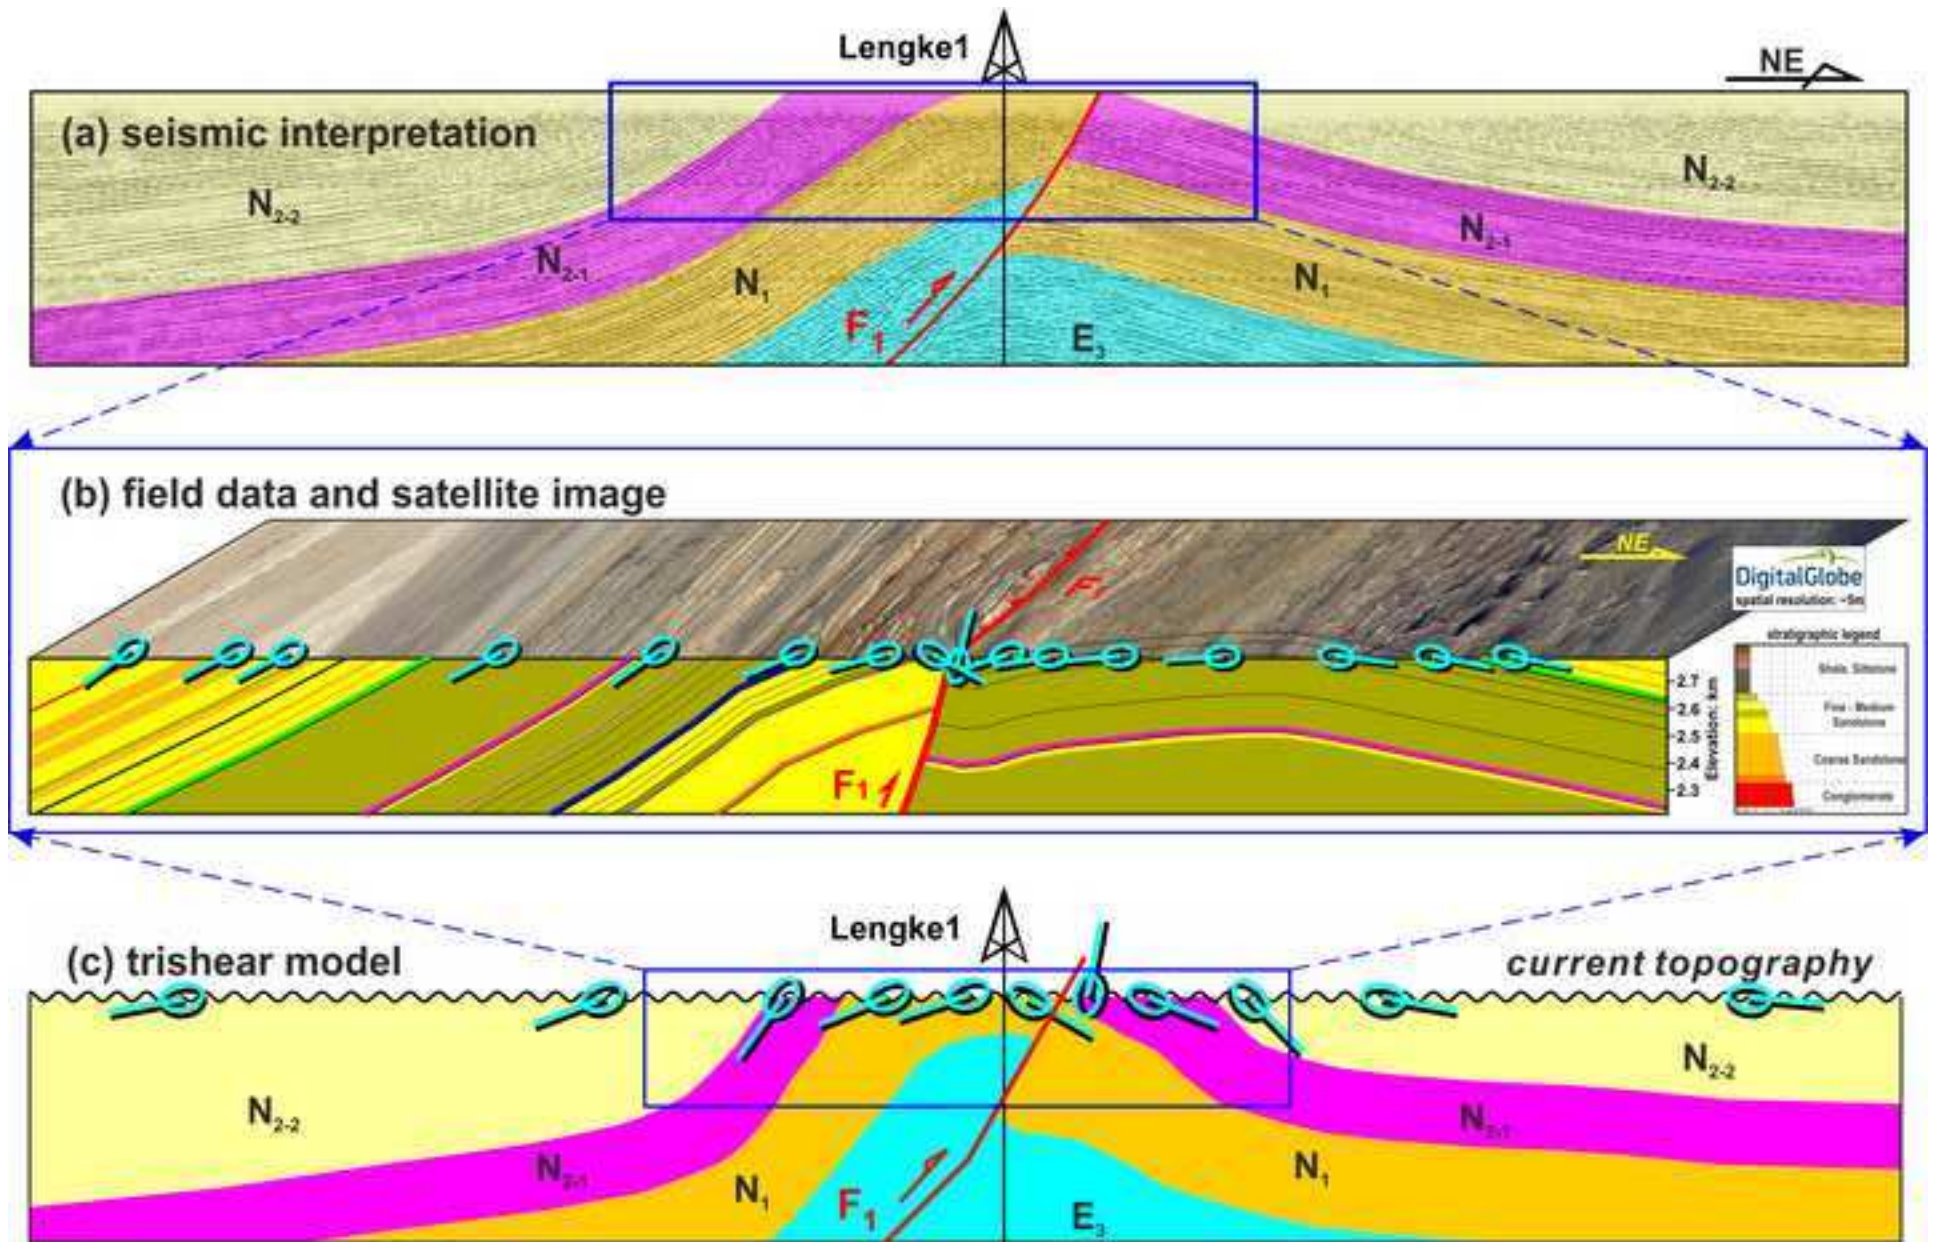 Lengke1
NE
(a) seismic interpretation
N₂₋₂
N₂₋₂
N₂₋₁
N₂₋₁
N₁
N₁
F₁
E₃
(b) field data and satellite image
NE
DigitalGlobe
spatial resolution: ~5m
F₁
stratigraphic legend
Shale, Siltstone
Fine - Medium
Sandstone
Coarse Sandstone
Conglomerate
2.7
2.6
2.5
2.4
2.3
Elevation: km
F₁
Lengke1
(c) trishear model
current topography
N₂₋₂
N₂₋₂
N₂₋₁
N₂₋₁
N₁
N₁
F₁
E₃